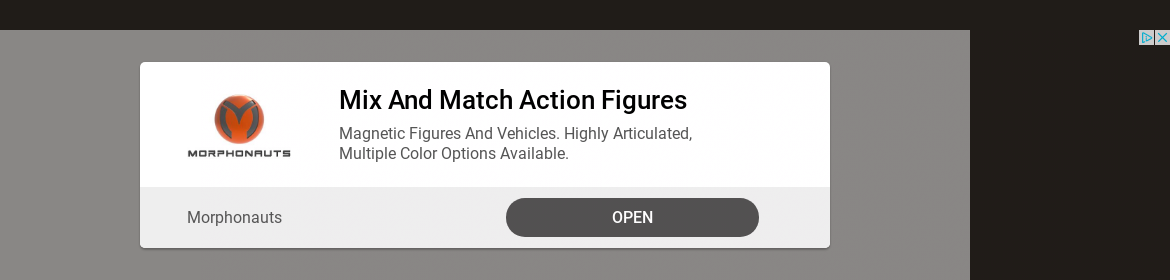 Mix And Match Action Figures
Magnetic Figures And Vehicles. Highly Articulated,
Multiple Color Options Available.
MORPHONAUTS
Morphonauts
OPEN